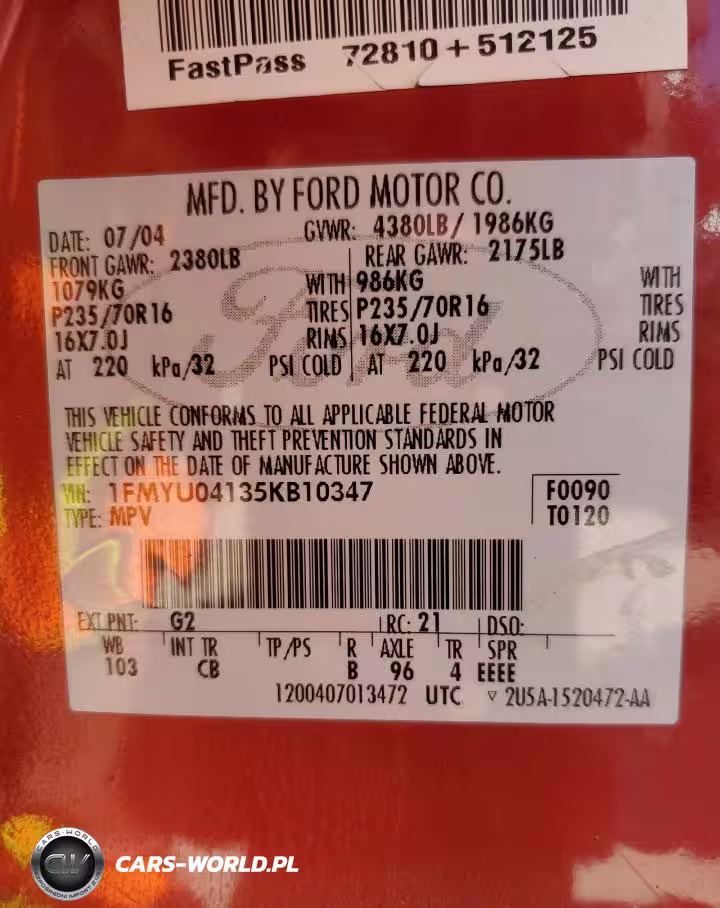 FastPass 72810 + 512125
MFD. BY FORD MOTOR CO.
DATE: 07/04 GVWR: 4380LB/ 1986KG
FRONT GAWR: 2380LB REAR GAWR: 2175LB
1079KG WITH 986KG WITH
P235/70R16 TIRES P235/70R16 TIRES
16X7.0J RIMS 16X7.0J RIMS
AT 220 kPa/32 PSI COLD AT 220 kPa/32 PSI COLD
THIS VEHICLE CONFORMS TO ALL APPLICABLE FEDERAL MOTOR
VEHICLE SAFETY AND THEFT PREVENTION STANDARDS IN
EFFECT ON THE DATE OF MANUFACTURE SHOWN ABOVE.
VIN: 1FMYU04135KB10347 F0090
TYPE: MPV T0120
EXT PNT: G2 RC: 21 DSO:
WB INT TR TP/PS R AXLE TR SPR
103 CB B 96 4 EEEE
1200407013472 UTC ▽ 2U5A-1520472-AA
Ford
CARS-WORLD
CW
CARS-WORLD.PL